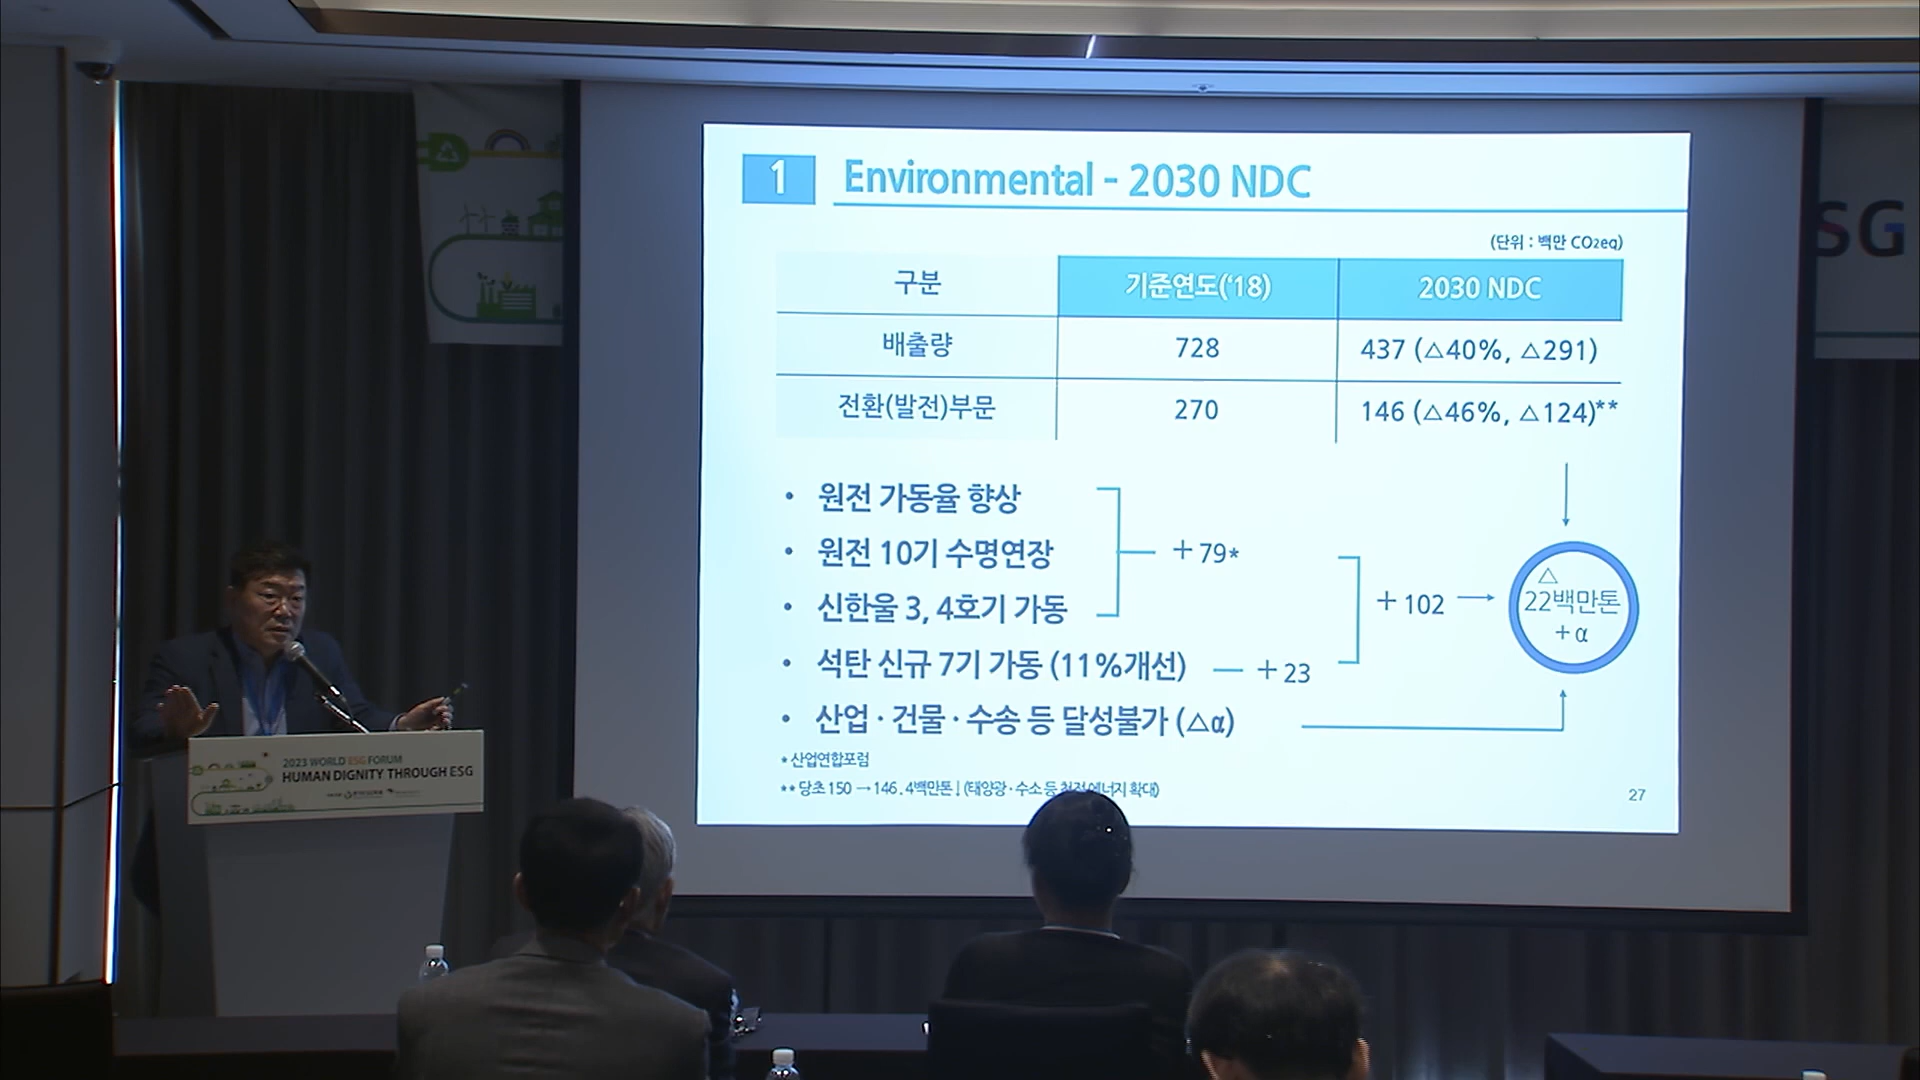 1 Environmental - 2030 NDC
(단위 : 백만 CO₂eq)
구분 기준연도('18) 2030 NDC
배출량 728 437 (△40%, △291)
전환(발전)부문 270 146 (△46%, △124)**
• 원전 가동율 향상
• 원전 10기 수명연장
• 신한울 3, 4호기 가동
+ 79*
• 석탄 신규 7기 가동 (11%개선) — + 23
+ 102
△
22백만톤
+ α
• 산업 · 건물 · 수송 등 달성불가 (△α)
* 산업연합포럼
** 당초 150 → 146.4백만톤↓ (태양광 · 수소 등 청정에너지 확대)
27
SG
2023 WORLD ESG FORUM
HUMAN DIGNITY THROUGH ESG